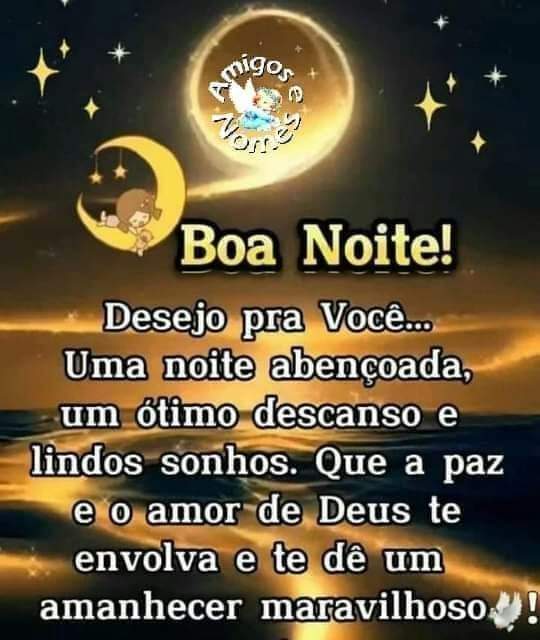 Amigos e
Nomes
Boa Noite!
Desejo pra Você...
Uma noite abençoada,
um ótimo descanso e
lindos sonhos. Que a paz
e o amor de Deus te
envolva e te dê um
amanhecer maravilhoso🕊!